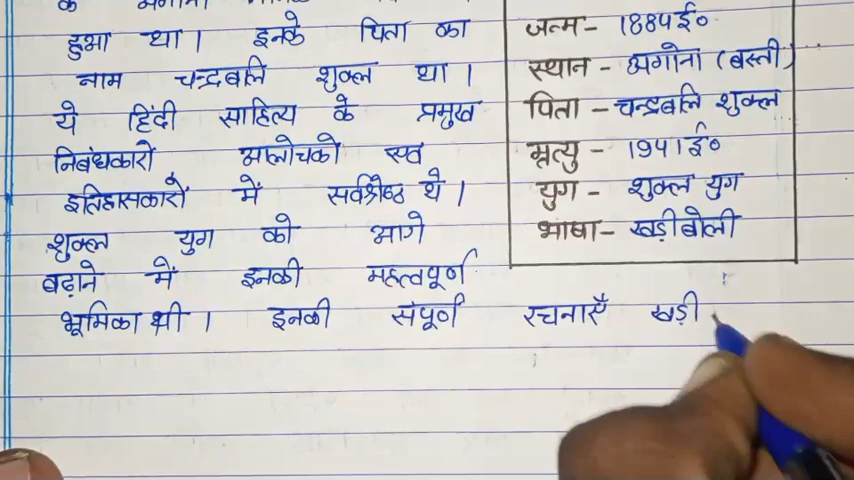 हुआ था। इनके पिता का
नाम चन्द्रबलि शुक्ल था।
ये हिंदी साहित्य के प्रमुख
निबंधकारो आलोचको एवं
इतिहासकारों में सर्वश्रेष्ठ थे।
शुक्ल युग को आगे
बढ़ाने में इनकी महत्वपूर्ण
भूमिका थी। इनकी संपूर्ण रचनाएँ खड़ी
जन्म- 1884ई०
स्थान- अगोना (बस्ती)
पिता - चन्द्रबलि शुक्ल
मृत्यु - 1941ई०
युग - शुक्ल युग
भाषा- खड़ीबोली